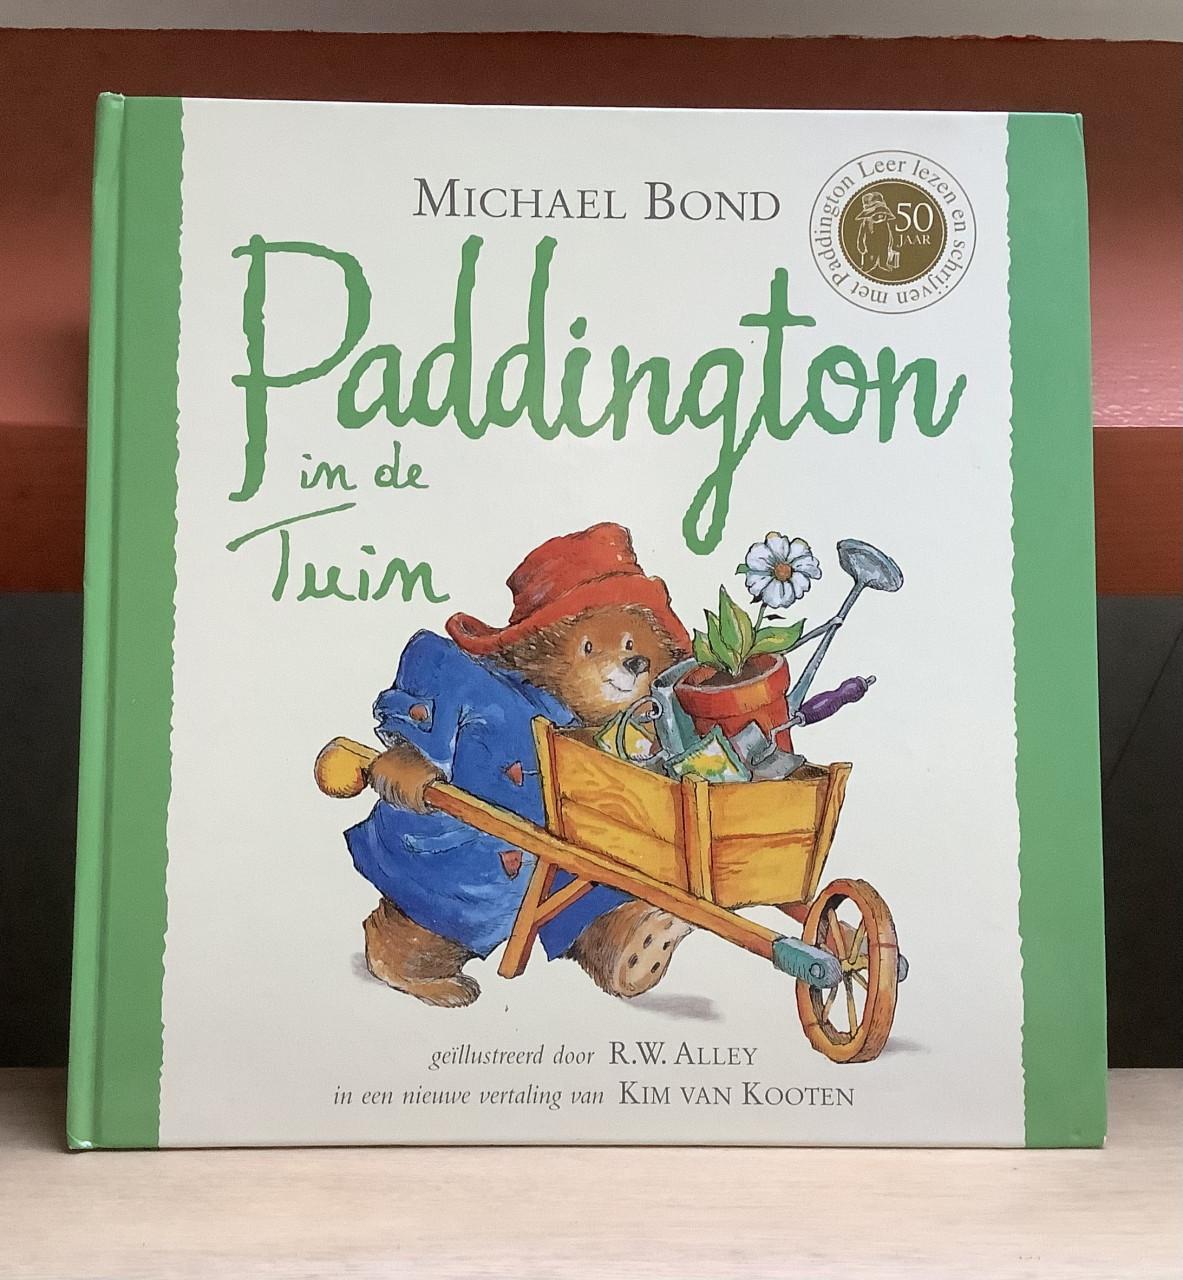 MICHAEL BOND
Leer lezen en schrijven met Paddington
50
JAAR
Paddington
in de
Tuin
geïllustreerd door R.W. ALLEY
in een nieuwe vertaling van KIM VAN KOOTEN